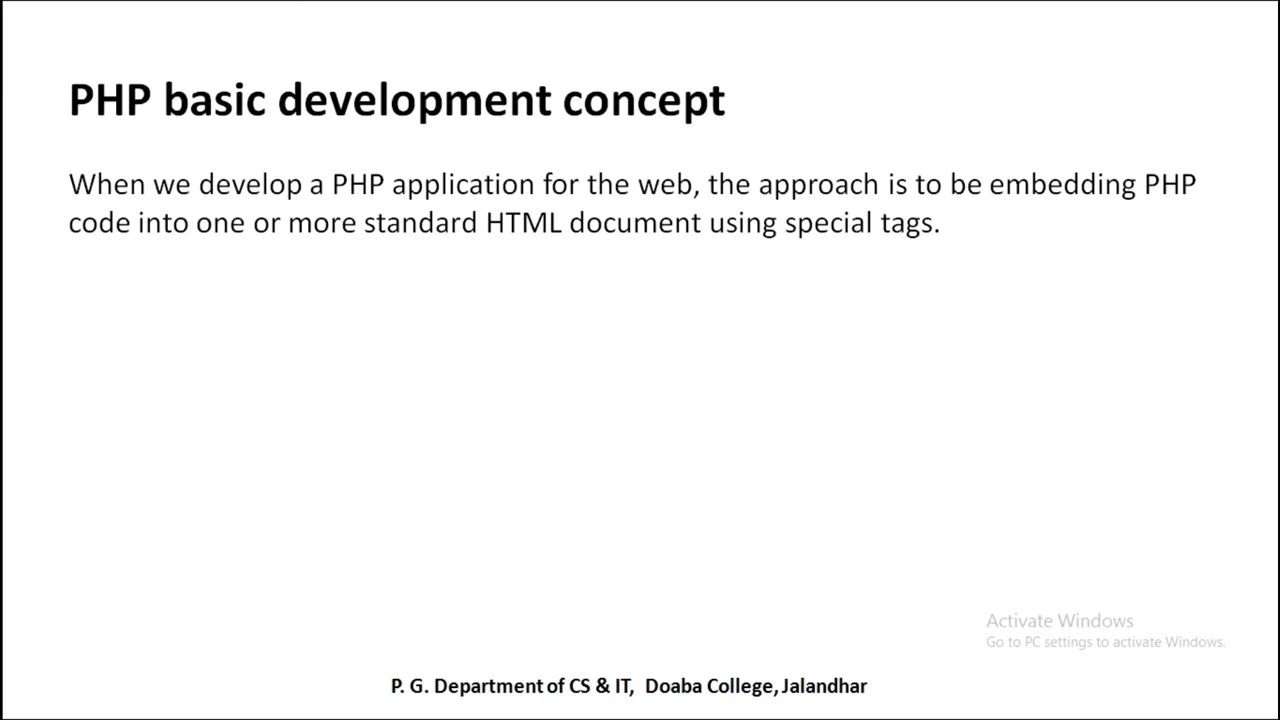 PHP basic development concept
When we develop a PHP application for the web, the approach is to be embedding PHP
code into one or more standard HTML document using special tags.
Activate Windows
Go to PC settings to activate Windows.
P. G. Department of CS & IT, Doaba College, Jalandhar